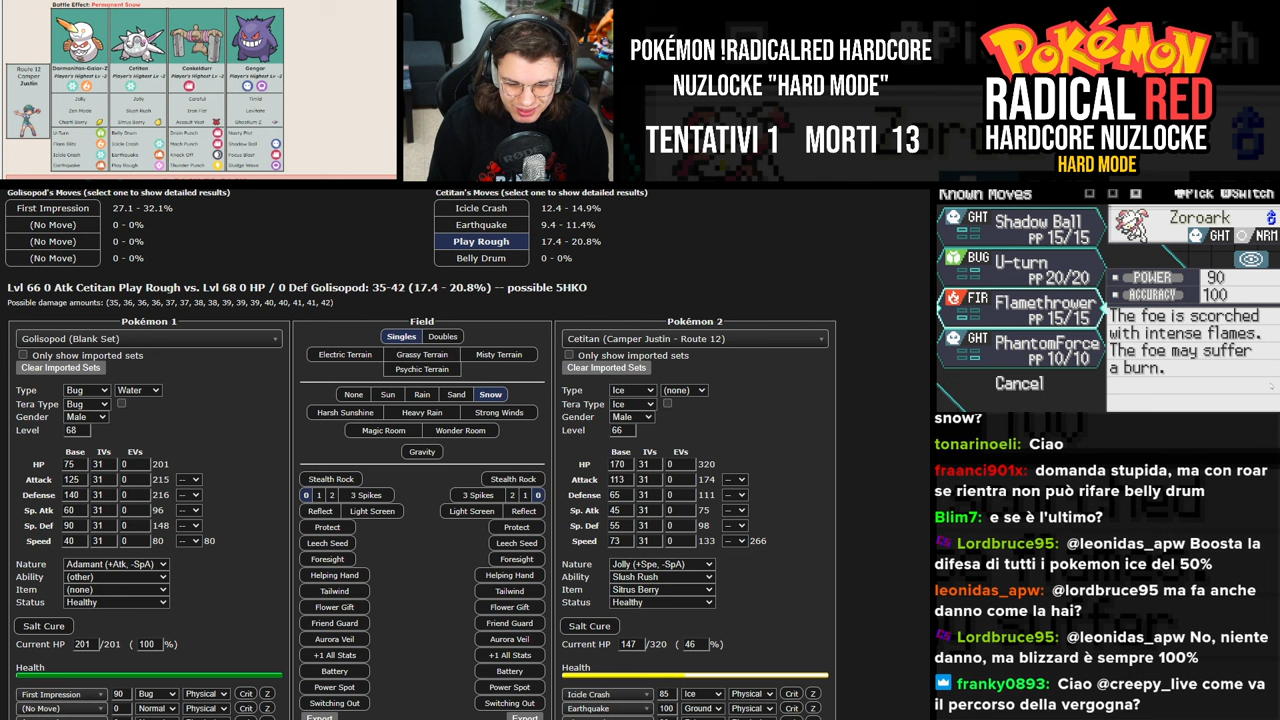 Battle Effect: Permanent Snow
Route 12
Camper
Justin
Darmanitan-Galar-Z
Cetitan
Conkeldurr
Gengar
Player's Highest Lv -2
Player's Highest Lv -2
Player's Highest Lv -2
Player's Highest Lv -2
Jolly
Jolly
Careful
Timid
Zen Mode
Slush Rush
Iron Fist
Levitate
Sitrus Berry
Assault Vest
U-Turn
Belly Drum
Drain Punch
Nasty Plot
Flare Blitz
Icicle Crash
Mach Punch
Shadow Ball
Icicle Crash
Earthquake
Knock Off
Focus Blast
Earthquake
Play Rough
Thunder Punch
Sludge Wave
POKÉMON !RADICALRED HARDCORE
NUZLOCKE "HARD MODE"
TENTATIVI 1 MORTI 13
POKÉMON
RADICAL RED
HARDCORE NUZLOCKE
HARD MODE
Golisopod's Moves (select one to show detailed results)
First Impression 27.1 - 32.1%
(No Move) 0 - 0%
(No Move) 0 - 0%
(No Move) 0 - 0%
Cetitan's Moves (select one to show detailed results)
Icicle Crash 12.4 - 14.9%
Earthquake 9.4 - 11.4%
Play Rough 17.4 - 20.8%
Belly Drum 0 - 0%
Lvl 66 0 Atk Cetitan Play Rough vs. Lvl 68 0 HP / 0 Def Golisopod: 35-42 (17.4 - 20.8%) -- possible 5HKO
Possible damage amounts: (35, 36, 36, 36, 37, 37, 38, 38, 39, 39, 39, 40, 40, 41, 41, 42)
Pokémon 1
Golisopod (Blank Set)
Only show imported sets
Clear Imported Sets
Type Bug Water
Tera Type Bug
Gender Male
Level 68
Base IVs EVs
HP 75 31 0 201
Attack 125 31 0 215 --
Defense 140 31 0 216 --
Sp. Atk 60 31 0 96 --
Sp. Def 90 31 0 148 --
Speed 40 31 0 80 -- 80
Nature Adamant (+Atk, -SpA)
Ability (other)
Item (none)
Status Healthy
Salt Cure
Current HP 201 /201 ( 100 %)
Health
First Impression 90 Bug Physical Crit Z
(No Move) 0 Normal Physical Crit Z
Field
Singles Doubles
Electric Terrain Grassy Terrain Misty Terrain
Psychic Terrain
None Sun Rain Sand Snow
Harsh Sunshine Heavy Rain Strong Winds
Magic Room Wonder Room
Gravity
Stealth Rock Stealth Rock
0 1 2 3 Spikes 3 Spikes 2 1 0
Reflect Light Screen Light Screen Reflect
Protect Protect
Leech Seed Leech Seed
Foresight Foresight
Helping Hand Helping Hand
Tailwind Tailwind
Flower Gift Flower Gift
Friend Guard Friend Guard
Aurora Veil Aurora Veil
+1 All Stats +1 All Stats
Battery Battery
Power Spot Power Spot
Switching Out Switching Out
Export Export
Pokémon 2
Cetitan (Camper Justin - Route 12)
Only show imported sets
Clear Imported Sets
Type Ice (none)
Tera Type Ice
Gender Male
Level 66
Base IVs EVs
HP 170 31 0 320
Attack 113 31 0 174 --
Defense 65 31 0 111 --
Sp. Atk 45 31 0 75 --
Sp. Def 55 31 0 98 --
Speed 73 31 0 133 -- 266
Nature Jolly (+Spe, -SpA)
Ability Slush Rush
Item Sitrus Berry
Status Healthy
Salt Cure
Current HP 147 /320 ( 46 %)
Health
Icicle Crash 85 Ice Physical Crit Z
Earthquake 100 Ground Physical Crit Z
Known Moves Pick Switch
GHT Shadow Ball
PP 15/15
BUG U-turn
PP 20/20
FIR Flamethrower
PP 15/15
GHT PhantomForce
PP 10/10
Cancel
Zoroark
GHT NRM
POWER 90
ACCURACY 100
The foe is scorched
with intense flames.
The foe may suffer
a burn.
snow?
tonarinoeli: Ciao
fraanci901x: domanda stupida, ma con roar
se rientra non può rifare belly drum
Blim7: e se è l'ultimo?
Lordbruce95: @leonidas_apw Boosta la
difesa di tutti i pokemon ice del 50%
leonidas_apw: @lordbruce95 ma fa anche
danno come la hai?
Lordbruce95: @leonidas_apw No, niente
danno, ma blizzard è sempre 100%
franky0893: Ciao @creepy_live come va
il percorso della vergogna?